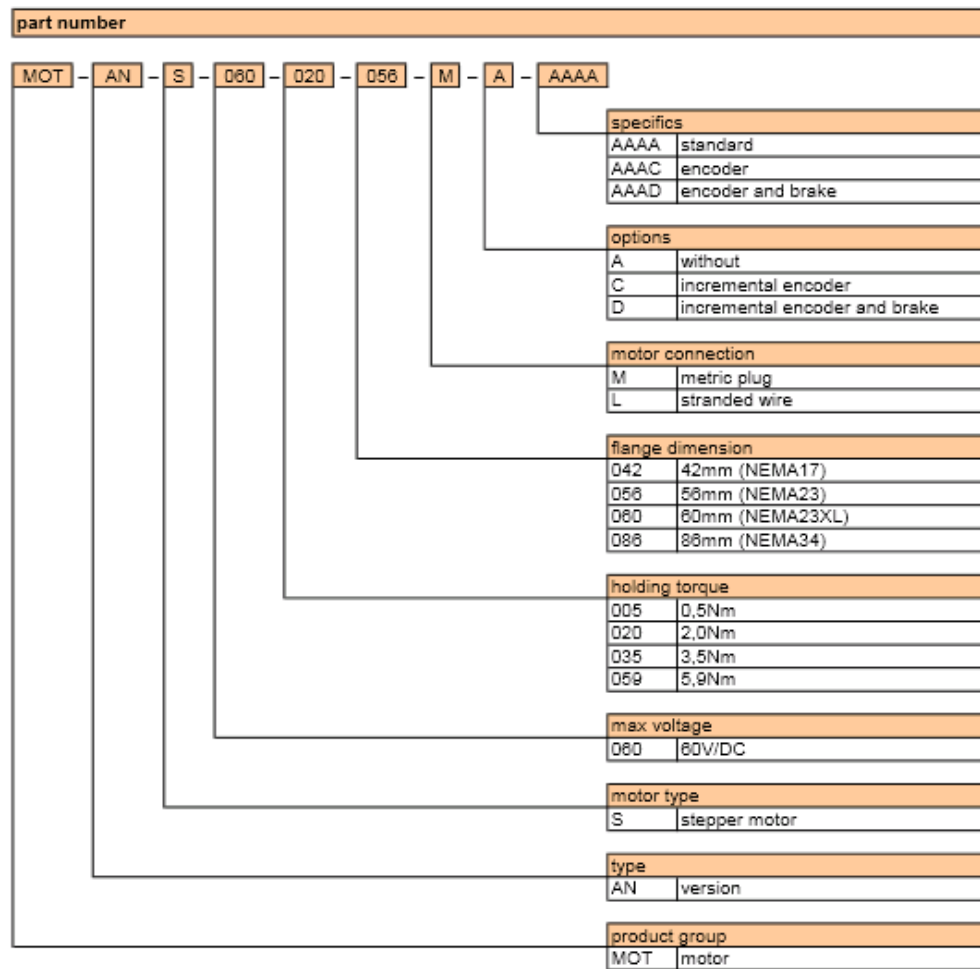 part number
MOT – AN – S – 060 – 020 – 056 – M – A – AAAA
specifics
AAAA standard
AAAC encoder
AAAD encoder and brake
options
A without
C incremental encoder
D incremental encoder and brake
motor connection
M metric plug
L stranded wire
flange dimension
042 42mm (NEMA17)
056 56mm (NEMA23)
060 60mm (NEMA23XL)
086 86mm (NEMA34)
holding torque
005 0,5Nm
020 2,0Nm
035 3,5Nm
059 5,9Nm
max voltage
060 60V/DC
motor type
S stepper motor
type
AN version
product group
MOT motor